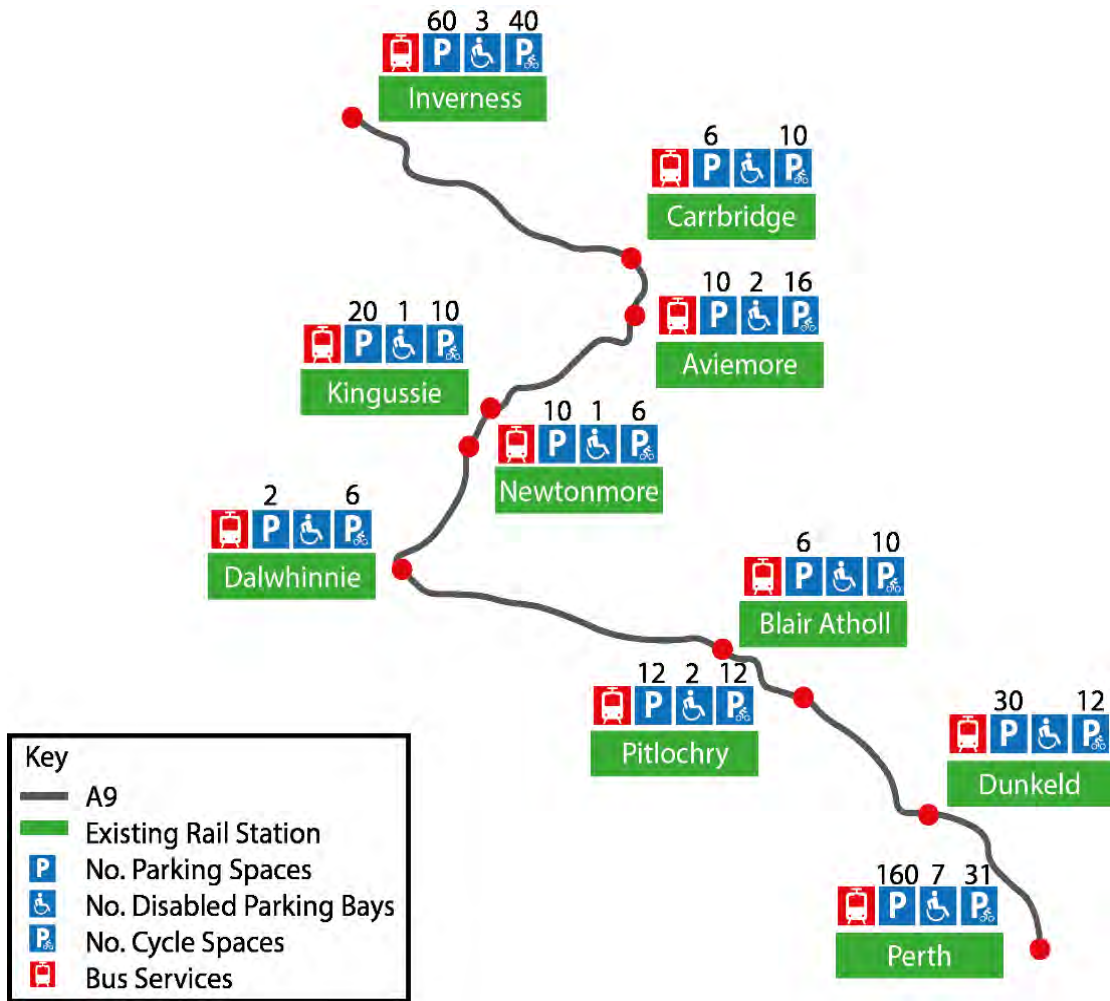 60 3 40
P P
Inverness
6 10
P P
Carrbridge
10 2 16
P P
Aviemore
20 1 10
P P
Kingussie
10 1 6
P P
Newtonmore
2 6
P P
Dalwhinnie
6 10
P P
Blair Atholl
12 2 12
P P
Pitlochry
30 12
P P
Dunkeld
160 7 31
P P
Perth
Key
A9
Existing Rail Station
P No. Parking Spaces
No. Disabled Parking Bays
P No. Cycle Spaces
Bus Services